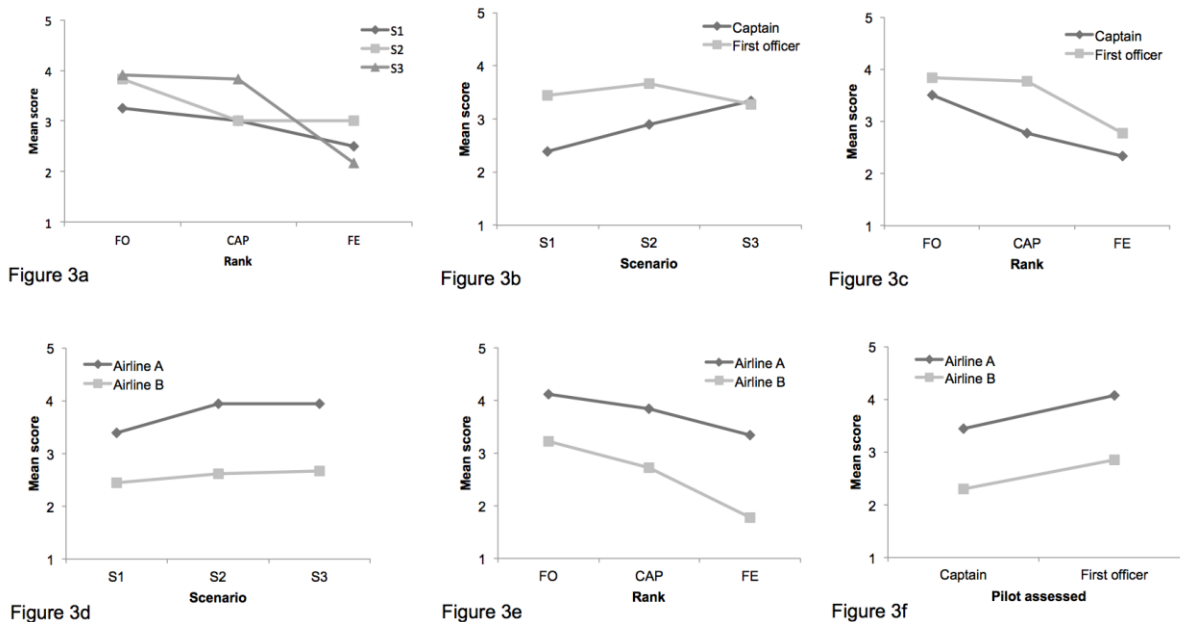 5
4
3
2
1
Mean score
S1
S2
S3
FO
CAP
FE
Rank
Figure 3a
5
4
3
2
1
Mean score
Captain
First officer
S1
S2
S3
Scenario
Figure 3b
5
4
3
2
1
Mean score
Captain
First officer
FO
CAP
FE
Rank
Figure 3c
5
4
3
2
1
Mean score
Airline A
Airline B
S1
S2
S3
Scenario
Figure 3d
5
4
3
2
1
Mean score
Airline A
Airline B
FO
CAP
FE
Rank
Figure 3e
5
4
3
2
1
Mean score
Airline A
Airline B
Captain
First officer
Pilot assessed
Figure 3f